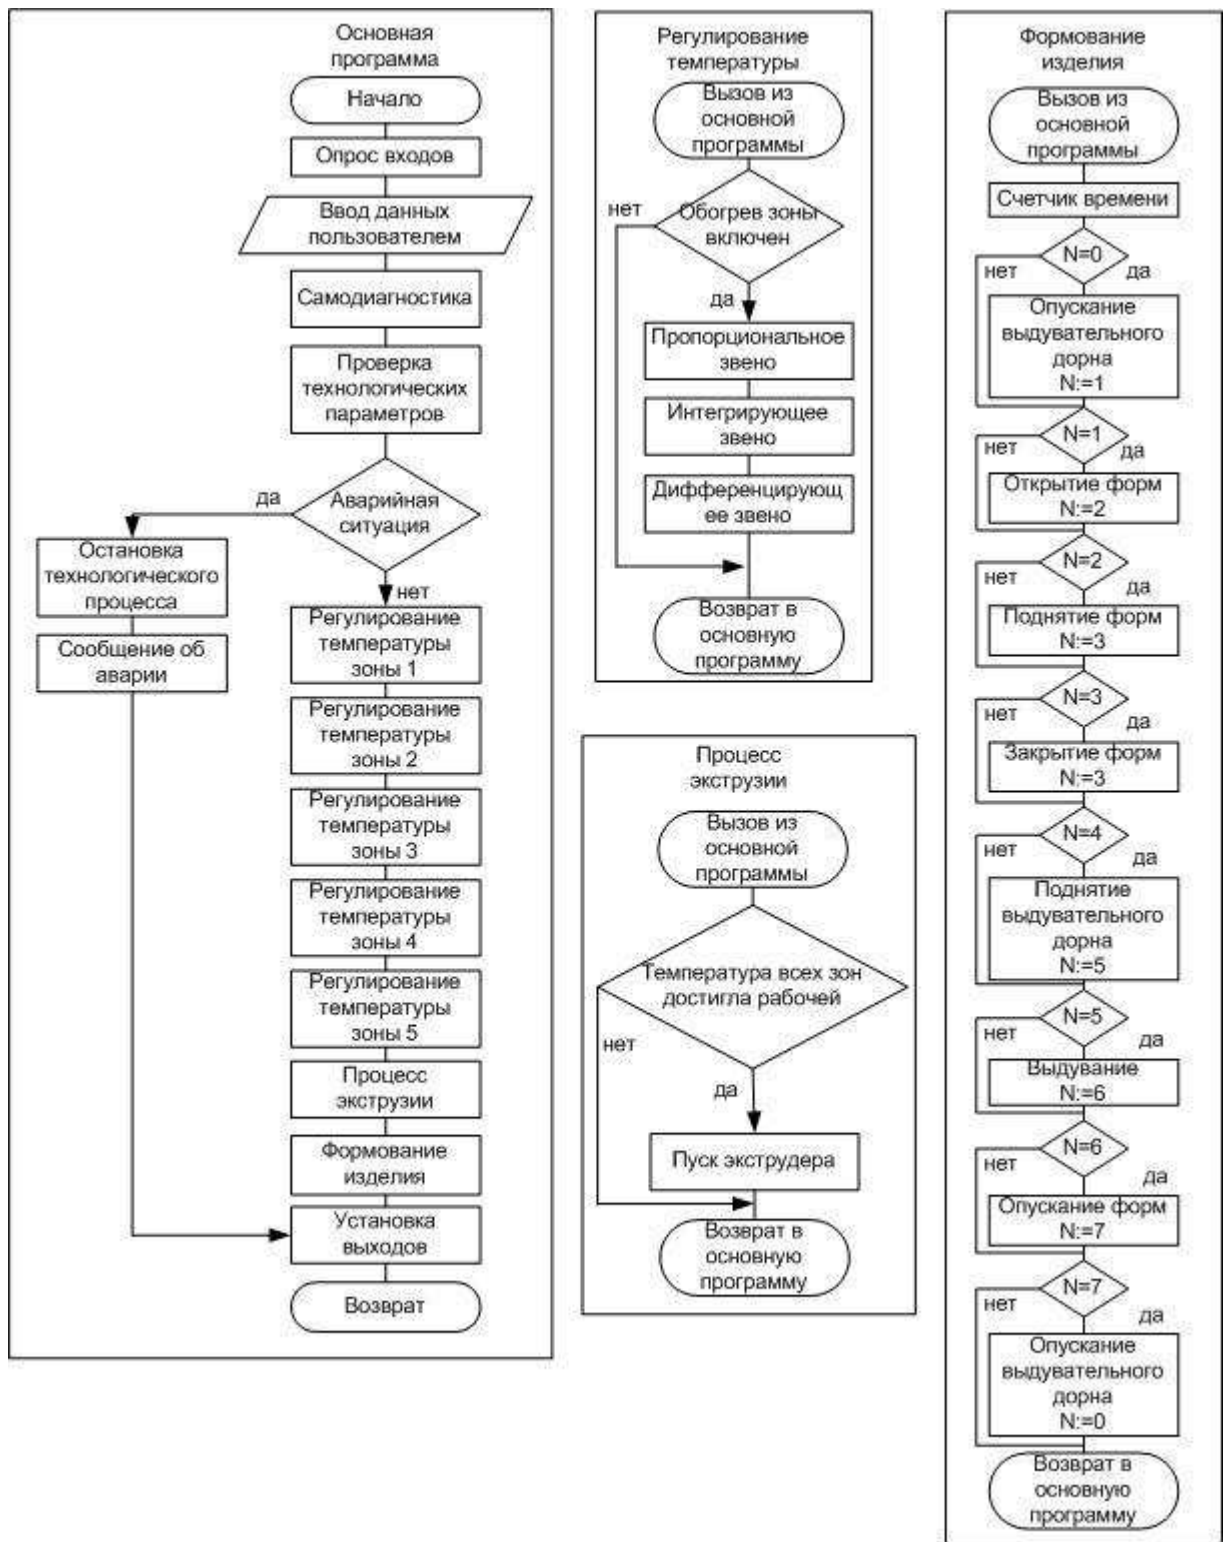 Основная
программа
Начало
Опрос входов
Ввод данных
пользователем
Самодиагностика
Проверка
технологических
параметров
Аварийная
ситуация
да
нет
Остановка
технологического
процесса
Сообщение об
аварии
Регулирование
температуры
зоны 1
Регулирование
температуры
зоны 2
Регулирование
температуры
зоны 3
Регулирование
температуры
зоны 4
Регулирование
температуры
зоны 5
Процесс
экструзии
Формование
изделия
Установка
выходов
Возврат
Регулирование
температуры
Вызов из
основной
программы
Обогрев зоны
включен
нет
да
Пропорциональное
звено
Интегрирующее
звено
Дифференцирующ
ее звено
Возврат в
основную
программу
Процесс
экструзии
Вызов из
основной
программы
Температура всех зон
достигла рабочей
нет
да
Пуск экструдера
Возврат в
основную
программу
Формование
изделия
Вызов из
основной
программы
Счетчик времени
N=0
нет
да
Опускание
выдувательного
дорна
N:=1
N=1
нет
да
Открытие форм
N:=2
N=2
нет
да
Поднятие форм
N:=3
N=3
нет
да
Закрытие форм
N:=3
N=4
нет
да
Поднятие
выдувательного
дорна
N:=5
N=5
нет
да
Выдувание
N:=6
N=6
нет
да
Опускание форм
N:=7
N=7
нет
да
Опускание
выдувательного
дорна
N:=0
Возврат в
основную
программу